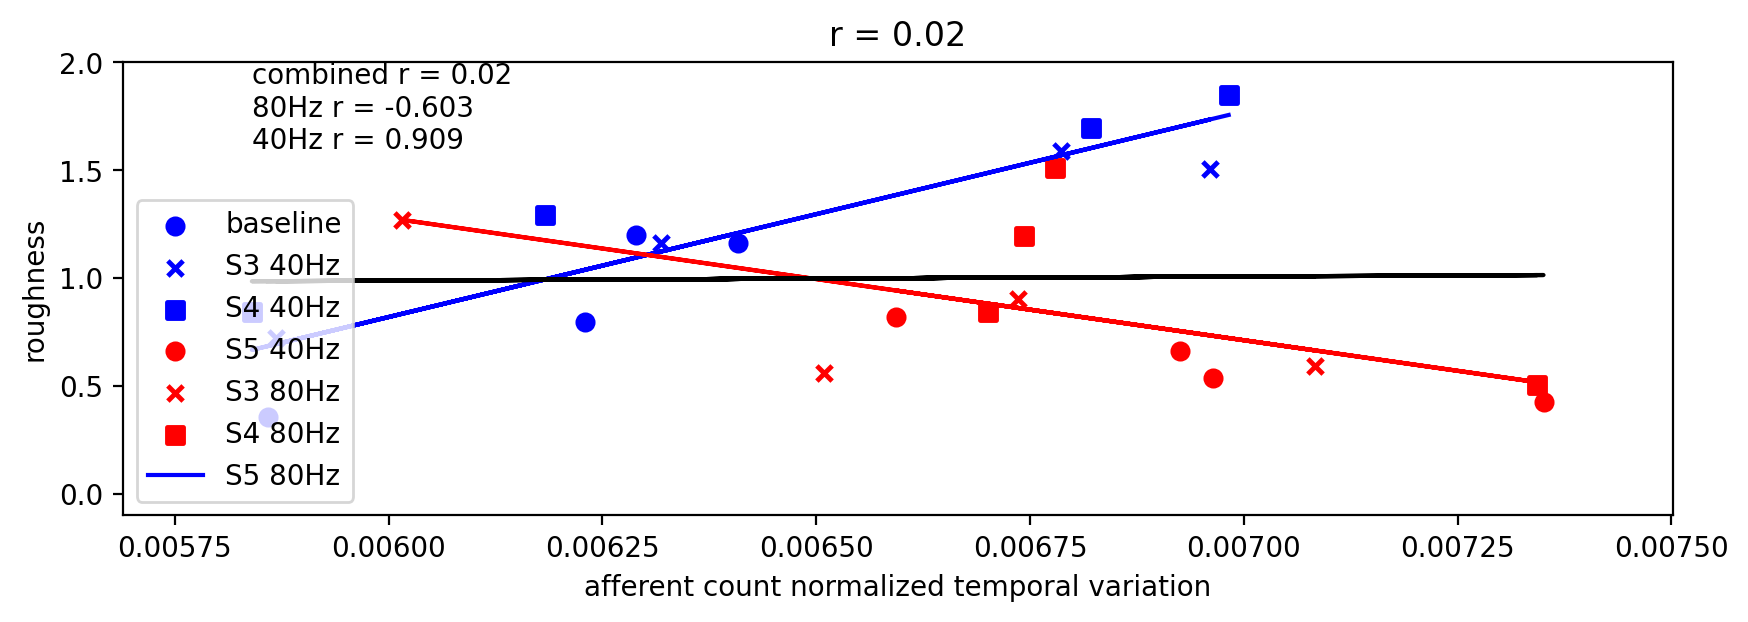 r = 0.02
combined r = 0.02
80Hz r = -0.603
40Hz r = 0.909
2.0
1.5
1.0
0.5
0.0
roughness
baseline
S3 40Hz
S4 40Hz
S5 40Hz
S3 80Hz
S4 80Hz
S5 80Hz
0.00575 0.00600 0.00625 0.00650 0.00675 0.00700 0.00725 0.00750
afferent count normalized temporal variation